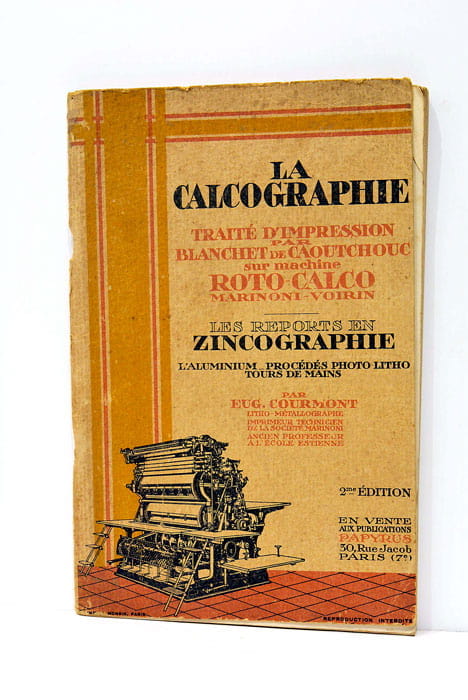 LA
CALCOGRAPHIE
TRAITÉ D'IMPRESSION
PAR
BLANCHET DE CAOUTCHOUC
sur machine
ROTO-CALCO
MARINONI-VOIRIN
LES REPORTS EN
ZINCOGRAPHIE
L'ALUMINIUM_PROCÉDÉS PHOTO-LITHO
TOURS DE MAINS
PAR
EUG. COURMONT
LITHO-MÉTALLOGRAPHE
IMPRIMEUR TECHNICIEN
DE LA SOCIÉTÉ MARINONI
ANCIEN PROFESSEUR
A L'ÉCOLE ESTIENNE
2me ÉDITION
EN VENTE
AUX PUBLICATIONS
PAPYRUS
30, Rue Jacob
PARIS (7e)
PARIS.
REPRODUCTION INTERDITE